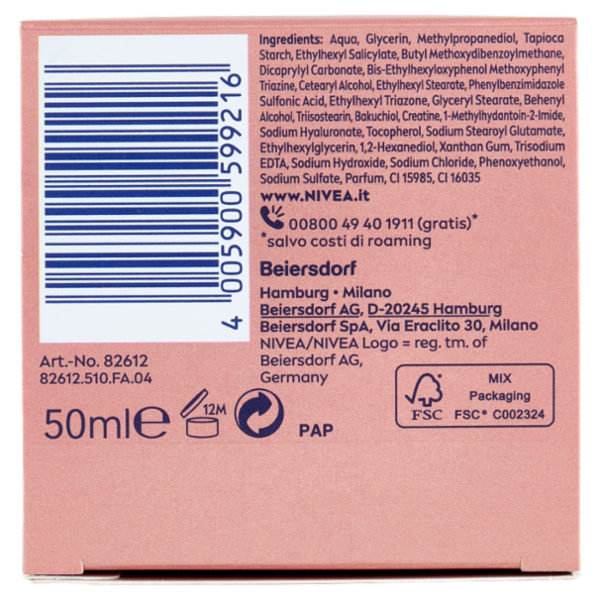 Ingredients: Aqua, Glycerin, Methylpropanediol, Tapioca
Starch, Ethylhexyl Salicylate, Butyl Methoxydibenzoylmethane,
Dicaprylyl Carbonate, Bis-Ethylhexyloxyphenol Methoxyphenyl
Triazine, Cetearyl Alcohol, Ethylhexyl Stearate, Phenylbenzimidazole
Sulfonic Acid, Ethylhexyl Triazone, Glyceryl Stearate, Behenyl
Alcohol, Triisostearin, Bakuchiol, Creatine, 1-Methylhydantoin-2-Imide,
Sodium Hyaluronate, Tocopherol, Sodium Stearoyl Glutamate,
Ethylhexylglycerin, 1,2-Hexanediol, Xanthan Gum, Trisodium
EDTA, Sodium Hydroxide, Sodium Chloride, Phenoxyethanol,
Sodium Sulfate, Parfum, CI 15985, CI 16035
www.NIVEA.it
00800 49 40 1911 (gratis)*
*salvo costi di roaming
Beiersdorf
Hamburg • Milano
Beiersdorf AG, D-20245 Hamburg
Beiersdorf SpA, Via Eraclito 30, Milano
NIVEA/NIVEA Logo = reg. tm. of
Beiersdorf AG,
Germany
4 005900 599216
Art.-No. 82612
82612.510.FA.04
50ml℮
12M
PAP
FSC
MIX
Packaging
FSC® C002324